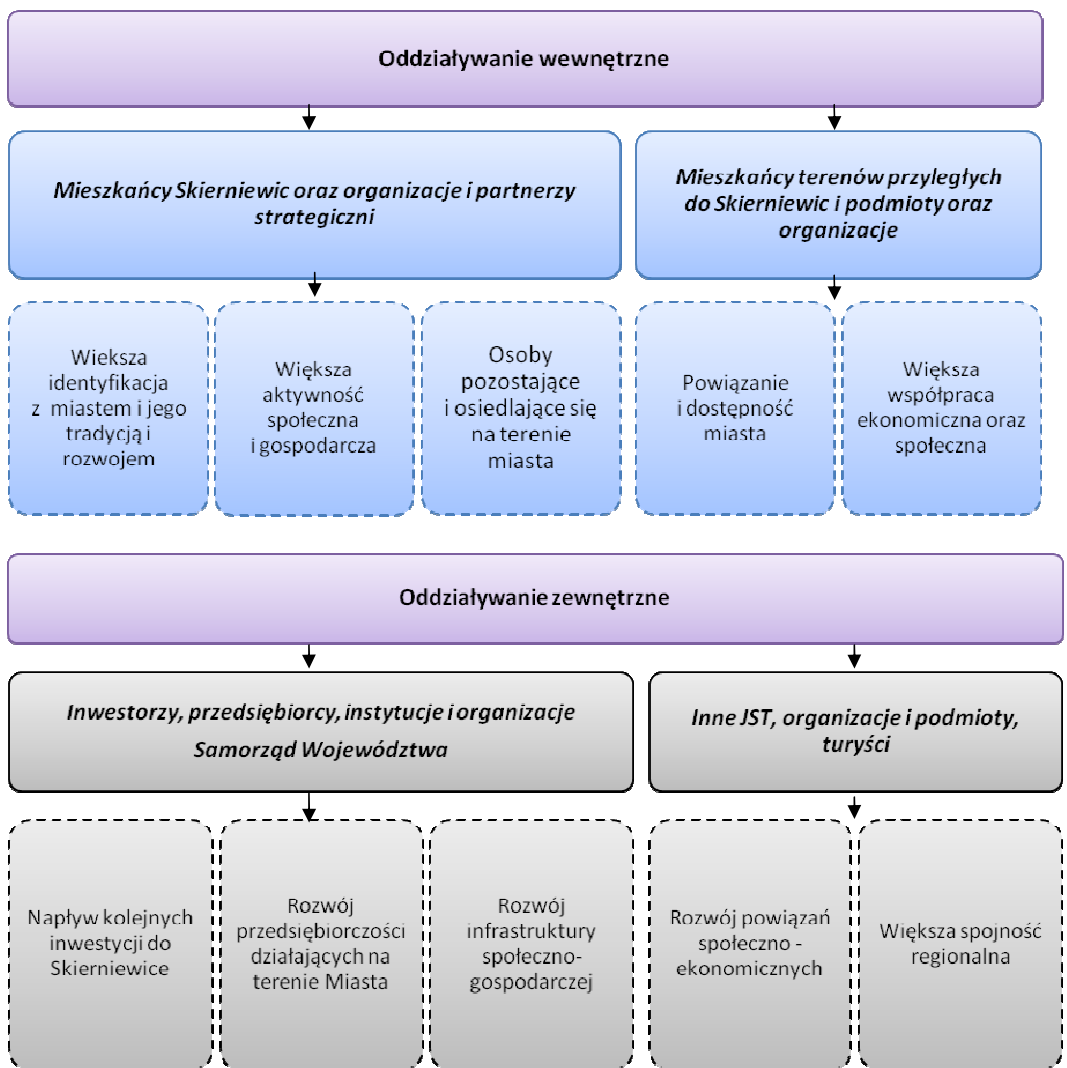 Oddziaływanie wewnętrzne
Mieszkańcy Skierniewic oraz organizacje i partnerzy
strategiczni
Mieszkańcy terenów przyległych
do Skierniewic i podmioty oraz
organizacje
Wieksza
identyfikacja
z miastem i jego
tradycją i
rozwojem
Większa
aktywność
społeczna
i gospodarcza
Osoby
pozostające
i osiedlające się
na terenie
miasta
Powiązanie
i dostępność
miasta
Większa
współpraca
ekonomiczna oraz
społeczna
Oddziaływanie zewnętrzne
Inwestorzy, przedsiębiorcy, instytucje i organizacje
Samorząd Województwa
Inne JST, organizacje i podmioty,
turyści
Napływ kolejnych
inwestycji do
Skierniewice
Rozwój
przedsiębiorczości
działających na
terenie Miasta
Rozwój
infrastruktury
społeczno-
gospodarczej
Rozwój powiązań
społeczno -
ekonomicznych
Większa spojność
regionalna